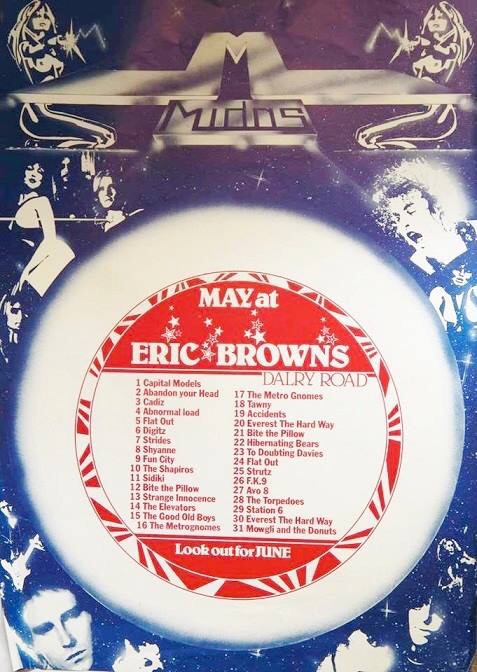 M
Midas
MAY at
ERIC BROWNS
DALRY ROAD
1 Capital Models
2 Abandon your Head
3 Cadiz
4 Abnormal load
5 Flat Out
6 Digitz
7 Strides
8 Shyanne
9 Fun City
10 The Shapiros
11 Sidiki
12 Bite the Pillow
13 Strange Innocence
14 The Elevators
15 The Good Old Boys
16 The Metrognomes
17 The Metro Gnomes
18 Tawny
19 Accidents
20 Everest The Hard Way
21 Bite the Pillow
22 Hibernating Bears
23 To Doubting Davies
24 Flat Out
25 Strutz
26 F.K.9
27 Avo 8
28 The Torpedoes
29 Station 6
30 Everest The Hard Way
31 Mowgli and the Donuts
Look out for JUNE